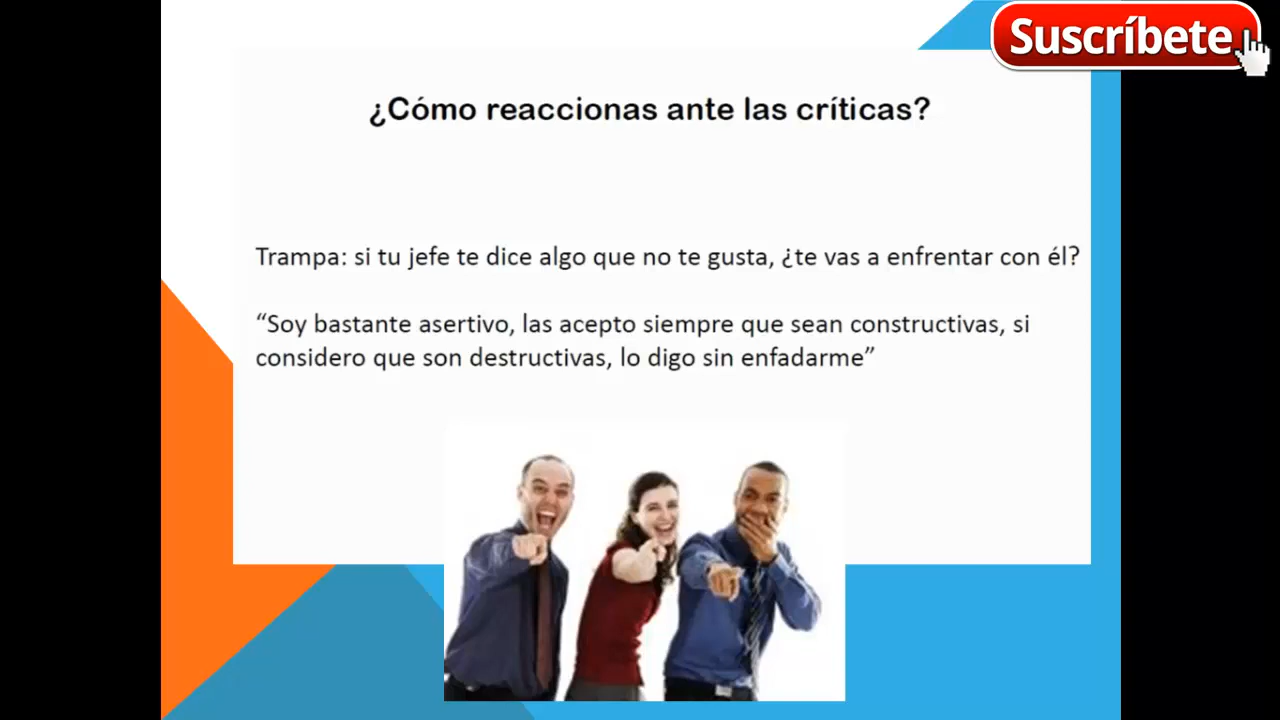 Suscríbete
¿Cómo reaccionas ante las críticas?
Trampa: si tu jefe te dice algo que no te gusta, ¿te vas a enfrentar con él?
“Soy bastante asertivo, las acepto siempre que sean constructivas, si
considero que son destructivas, lo digo sin enfadarme”